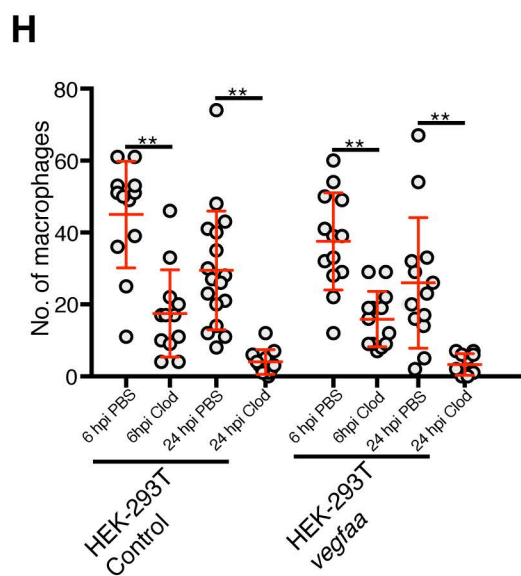 H
No. of macrophages
80
60
40
20
0
** ** ** **
6 hpi PBS
6hpi Clod
24 hpi PBS
24 hpi Clod
6 hpi PBS
6hpi Clod
24 hpi PBS
24 hpi Clod
HEK-293T
Control
HEK-293T
vegfaa